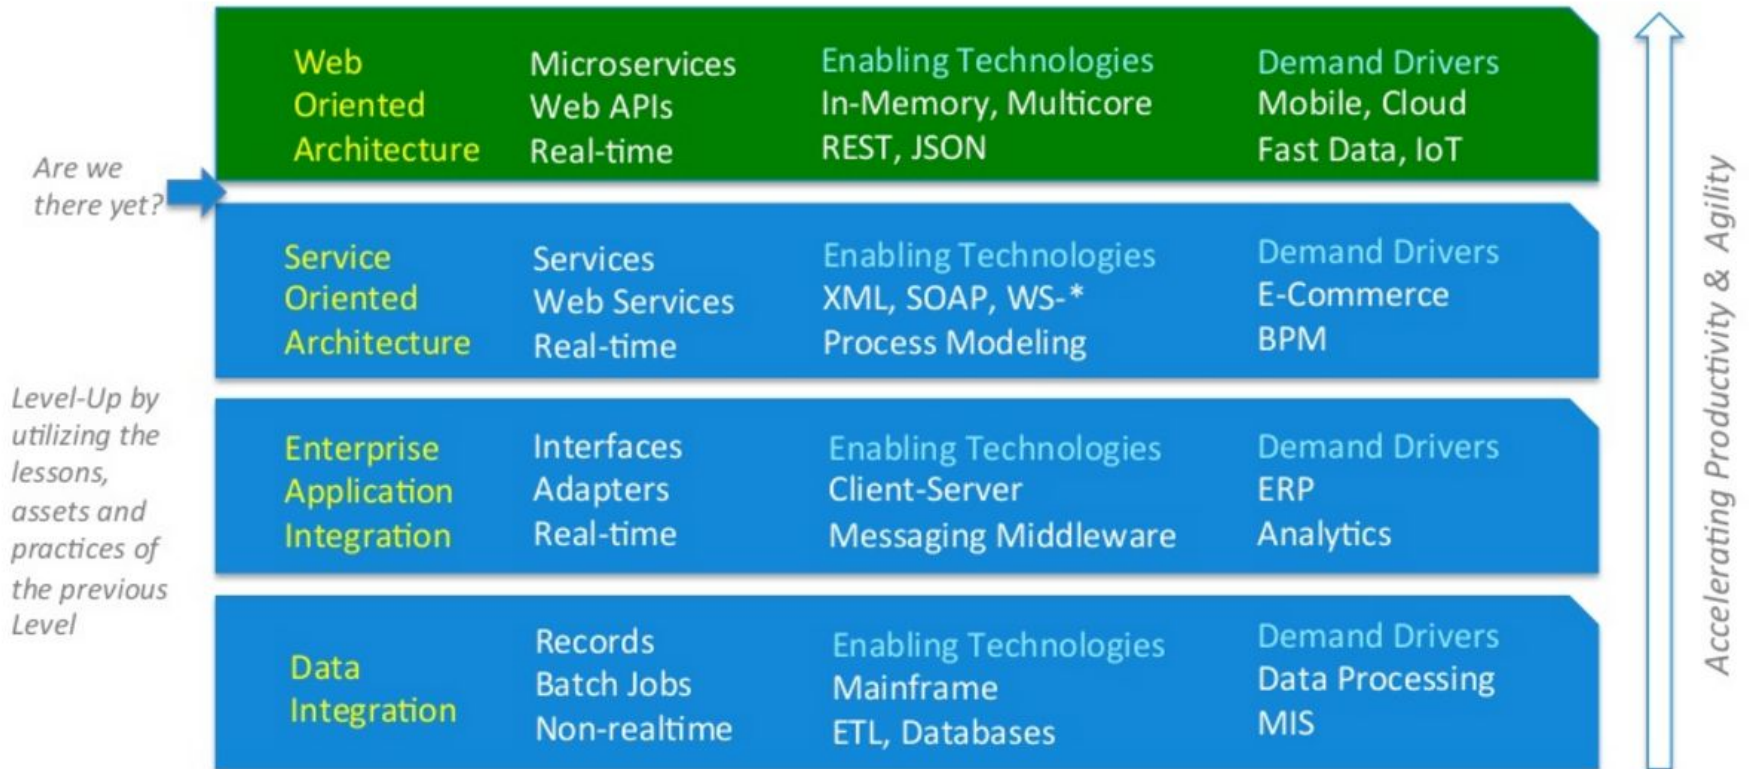 Web
Oriented
Architecture
Microservices
Web APIs
Real-time
Enabling Technologies
In-Memory, Multicore
REST, JSON
Demand Drivers
Mobile, Cloud
Fast Data, IoT
Are we
there yet?
Service
Oriented
Architecture
Services
Web Services
Real-time
Enabling Technologies
XML, SOAP, WS-*
Process Modeling
Demand Drivers
E-Commerce
BPM
Level-Up by
utilizing the
lessons,
assets and
practices of
the previous
Level
Enterprise
Application
Integration
Interfaces
Adapters
Real-time
Enabling Technologies
Client-Server
Messaging Middleware
Demand Drivers
ERP
Analytics
Data
Integration
Records
Batch Jobs
Non-realtime
Enabling Technologies
Mainframe
ETL, Databases
Demand Drivers
Data Processing
MIS
Accelerating Productivity & Agility